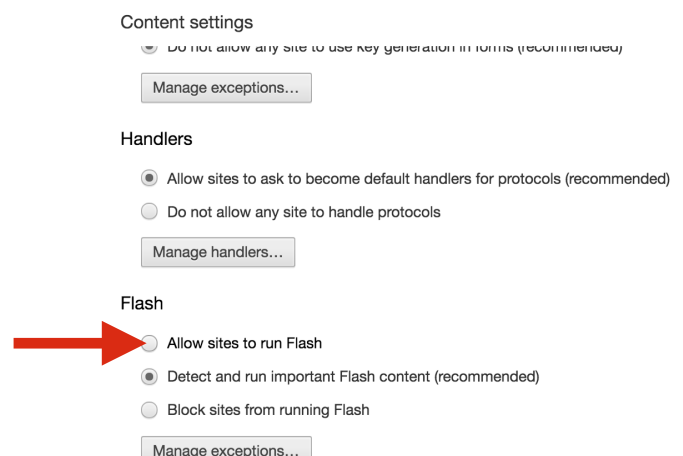 Content settings
Do not allow any site to use key generation in forms (recommended)
Manage exceptions...
Handlers
Allow sites to ask to become default handlers for protocols (recommended)
Do not allow any site to handle protocols
Manage handlers...
Flash
Allow sites to run Flash
Detect and run important Flash content (recommended)
Block sites from running Flash
Manage exceptions...